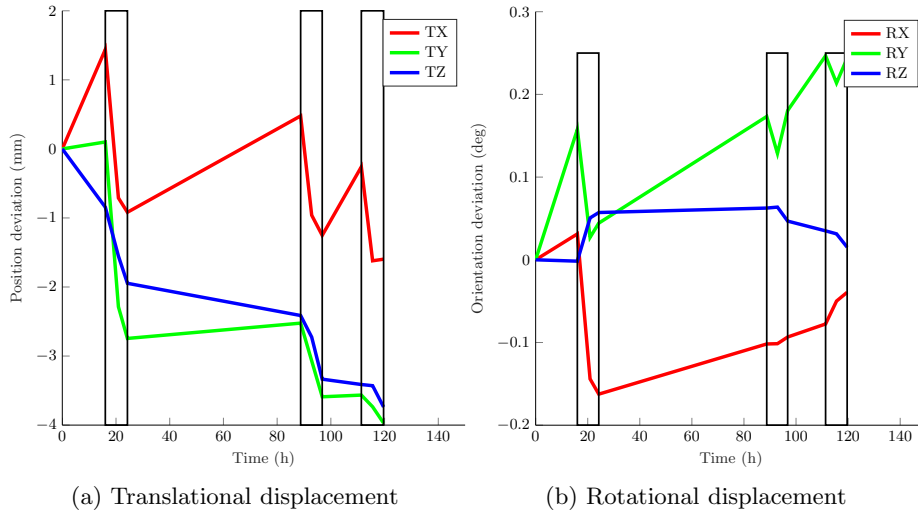 2
1
0
−1
−2
−3
−4
0 20 40 60 80 100 120 140
Time (h)
Position deviation (mm)
TX
TY
TZ
(a) Translational displacement
0.3
0.2
0.1
0
−0.1
−0.2
0 20 40 60 80 100 120 140
Time (h)
Orientation deviation (deg)
RX
RY
RZ
(b) Rotational displacement